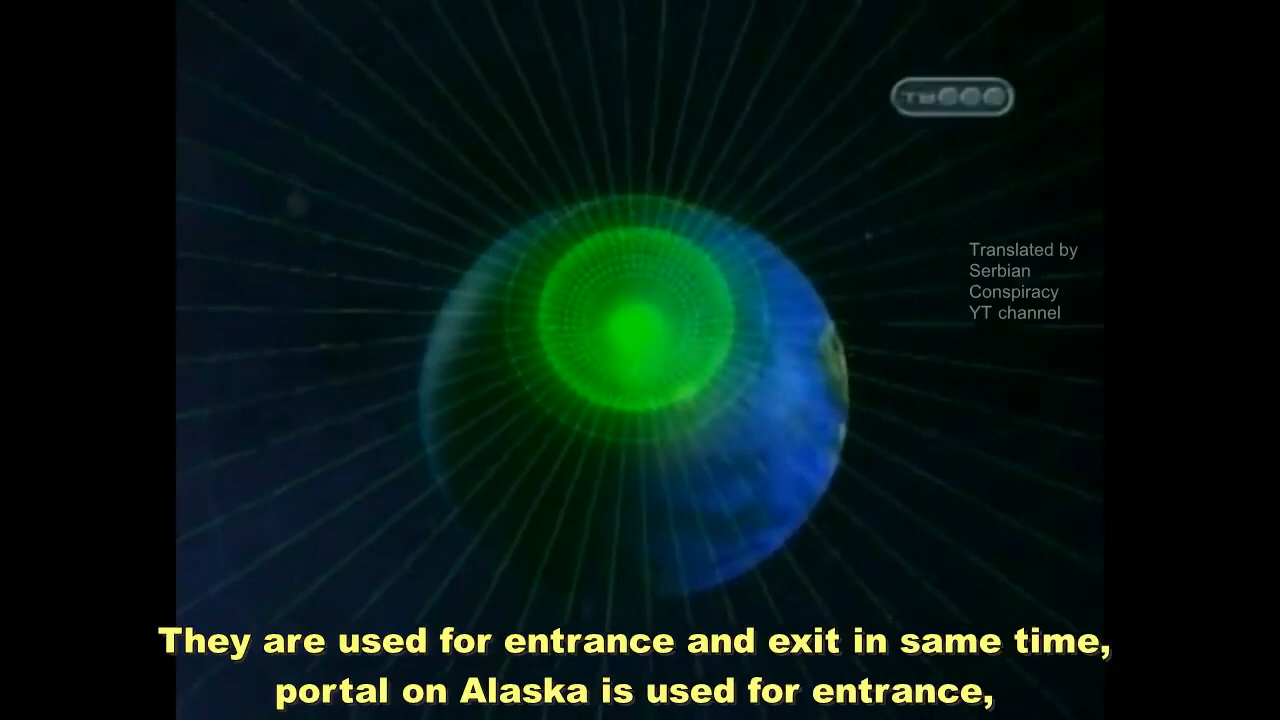 Translated by
Serbian
Conspiracy
YT channel
They are used for entrance and exit in same time,
portal on Alaska is used for entrance,